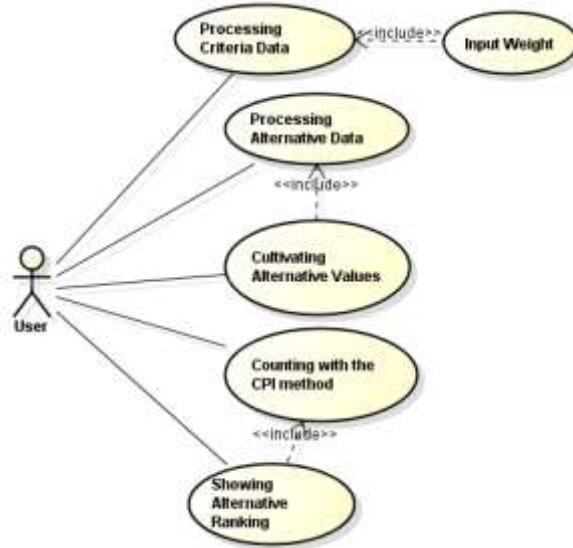 Processing
Criteria Data
<<include>>
Input Weight
Processing
Alternative Data
<<include>>
Cultivating
Alternative Values
User
Counting with the
CPI method
<<include>>
Showing
Alternative
Ranking